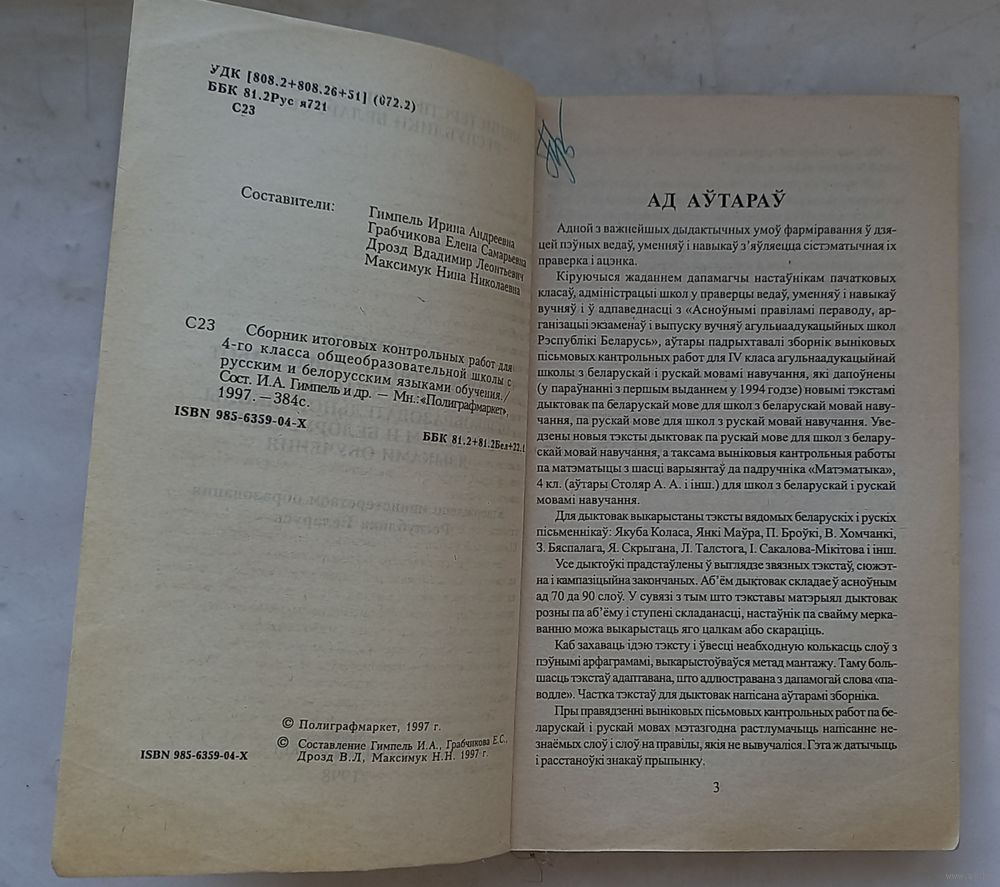 УДК [808.2+808.26+51] (072.2)
ББК 81.2Рус я721
С23
Составители:
Гимпель Ирина Андреевна
Грабчикова Елена Самарьевна
Дрозд Вдадимир Леонтьевич
Максимук Нина Николаевна
С23 Сборник итоговых контрольных работ для
4-го класса общеобразовательной школы с
русским и белорусским языками обучения./
Сост. И.А. Гимпель и др. — Мн.: «Полиграфмаркет»,
1997. — 384с.
ISBN 985-6359-04-X
ББК 81.2+81.2Бел+22.1
© Полиграфмаркет, 1997 г.
© Составление Гимпель И.А., Грабчикова Е.С.,
Дрозд В.Л, Максимук Н.Н. 1997 г.
ISBN 985-6359-04-X
АД АЎТАРАЎ
Адной з важнейшых дыдактычных умоў фарміравання ў дзя-
цей пэўных ведаў, уменняў і навыкаў з'яўляецца сістэматычная іх
праверка і ацэнка.
Кіруючыся жаданнем дапамагчы настаўнікам пачатковых
класаў, адміністрацыі школ у праверцы ведаў, уменняў і навыкаў
вучняў і ў адпаведнасці з «Асноўнымі правіламі пераводу, ар-
ганізацыі экзаменаў і выпуску вучняў агульнаадукацыйных школ
Рэспублікі Беларусь», аўтары падрыхтавалі зборнік выніковых
пісьмовых кантрольных работ для IV класа агульнаадукацыйнай
школы з беларускай і рускай мовамі навучання, які дапоўнены
(у параўнанні з першым выданнем у 1994 годзе) новымі тэкстамі
дыктовак па беларускай мове для школ з беларускай мовай наву-
чання, па рускай мове для школ з рускай мовай навучання. Уве-
дзены новыя тэксты дыктовак па рускай мове для школ з белару-
скай мовай навучання, а таксама выніковыя кантрольныя работы
па матэматыцы з шасці варыянтаў да падручніка «Матэматыка»,
4 кл. (аўтары Столяр А. А. і інш.) для школ з беларускай і рускай
мовамі навучання.
Для дыктовак выкарыстаны тэксты вядомых беларускіх і рускіх
пісьменнікаў: Якуба Коласа, Янкі Маўра, П. Броўкі, В. Хомчанкі,
З. Бяспалага, Я. Скрыгана, Л. Талстога, І. Сакалова-Мікітова і інш.
Усе дыктоўкі прадстаўлены ў выглядзе звязных тэкстаў, сюжэт-
на і кампазіцыйна закончаных. Аб'ём дыктовак складае ў асноўным
ад 70 да 90 слоў. У сувязі з тым што тэкставы матэрыял дыктовак
розны па аб'ёму і ступені складанасці, настаўнік па свайму мерка-
ванню можа выкарыстаць яго цалкам або скараціць.
Каб захаваць ідэю тэксту і ўвесці неабходную колькасць слоў з
пэўнымі арфаграмамі, выкарыстоўваўся метад мантажу. Таму боль-
шасць тэкстаў адаптавана, што адлюстравана з дапамогай слова «па-
водле». Частка тэкстаў для дыктовак напісана аўтарамі зборніка.
Пры правядзенні выніковых пісьмовых кантрольных работ па бе-
ларускай і рускай мовах мэтазгодна растлумачыць напісанне не-
знаёмых слоў і слоў на правілы, якія не вывучаліся. Гэта ж датычыць
і расстаноўкі знакаў прыпынку.
3